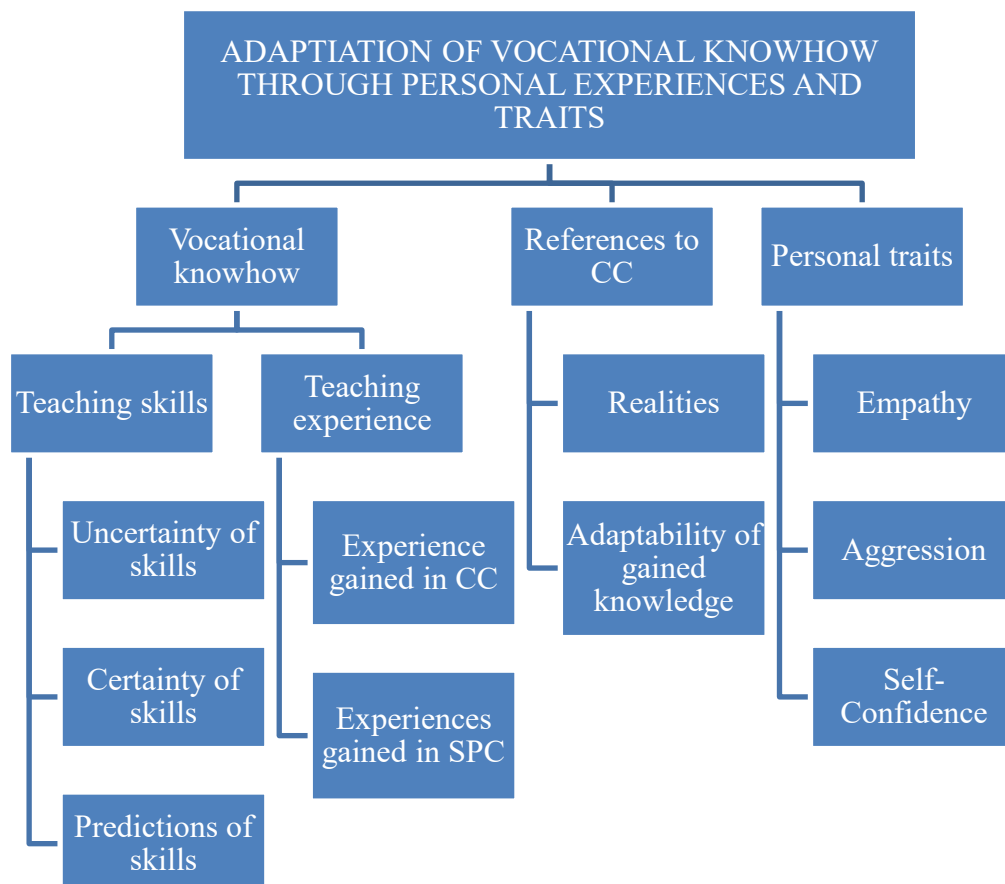 ADAPTIATION OF VOCATIONAL KNOWHOW
THROUGH PERSONAL EXPERIENCES AND
TRAITS
Vocational
knowhow
References to
CC
Personal traits
Teaching skills
Teaching
experience
Realities
Empathy
Uncertainty of
skills
Experience
gained in CC
Adaptability of
gained
knowledge
Aggression
Certainty of
skills
Experiences
gained in SPC
Self-
Confidence
Predictions of
skills